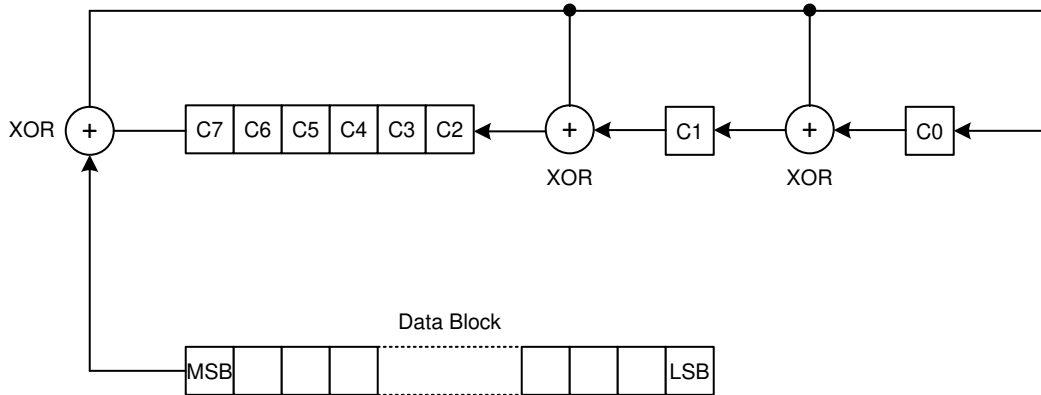 XOR + C7 C6 C5 C4 C3 C2 + C1 + C0
XOR XOR
Data Block
MSB LSB